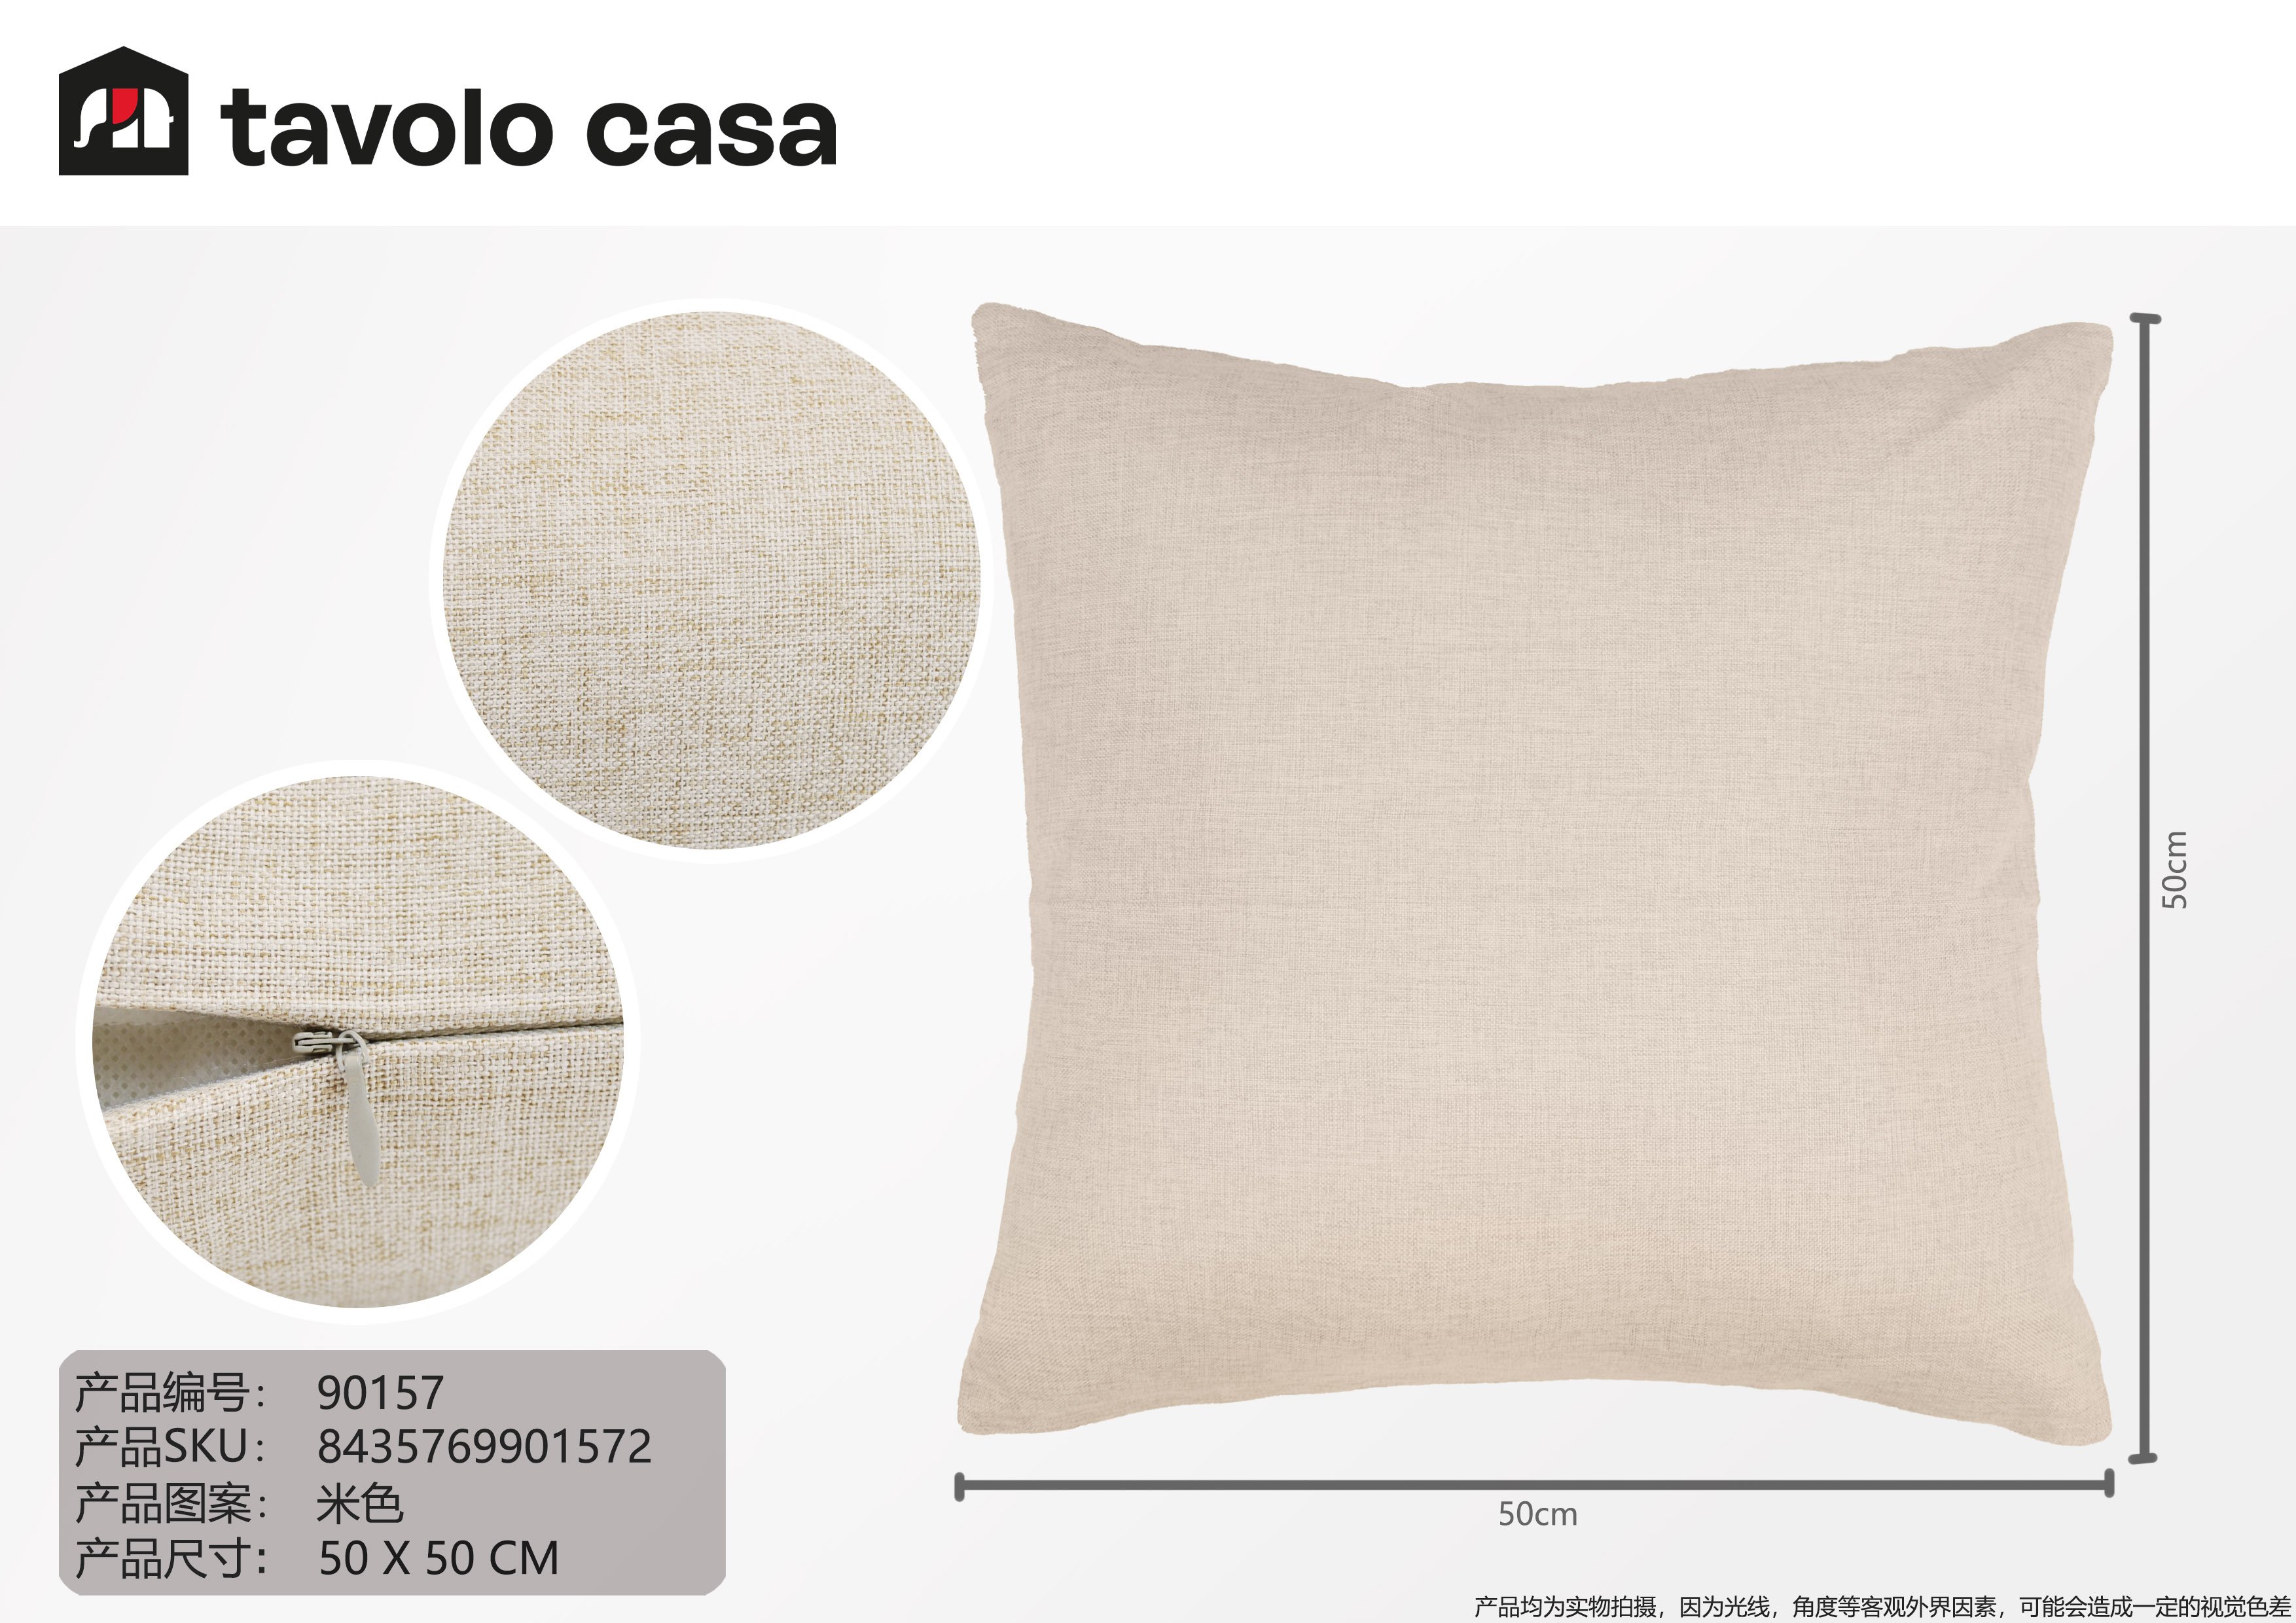 tavolo casa
50cm
产品编号： 90157
产品SKU： 8435769901572
产品图案： 米色
产品尺寸： 50 X 50 CM
50cm
产品均为实物拍摄，因为光线，角度等客观外界因素，可能会造成一定的视觉色差